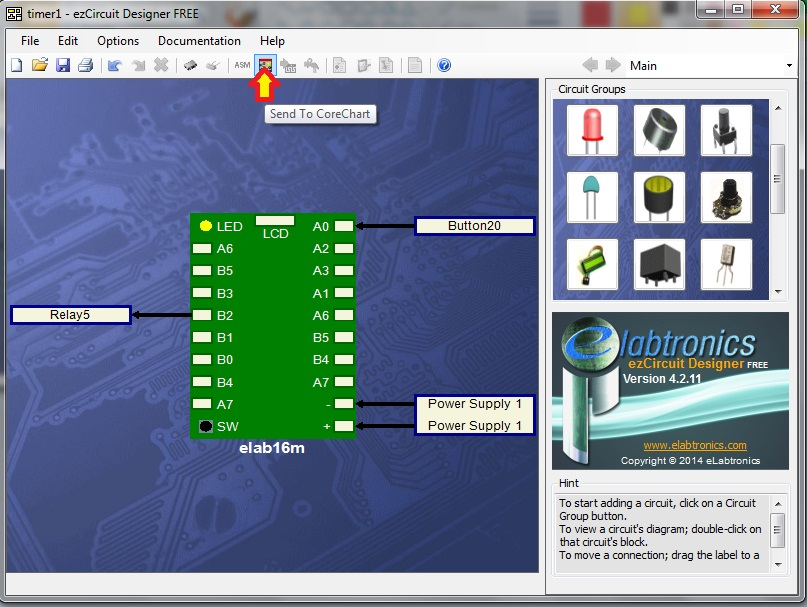 timer1 - ezCircuit Designer FREE
File Edit Options Documentation Help
ASM
Main
Send To CoreChart
Circuit Groups
LED LCD A0
A6 A2
B5 A3
B3 A1
B2 A6
B1 B5
B0 B4
B4 A7
A7 -
SW +
elab16m
Button20
Relay5
Power Supply 1
Power Supply 1
elabtronics
ezCircuit Designer FREE
Version 4.2.11
www.elabtronics.com
Copyright © 2014 eLabtronics
Hint
To start adding a circuit, click on a Circuit
Group button.
To view a circuit's diagram; double-click on
that circuit's block.
To move a connection; drag the label to a